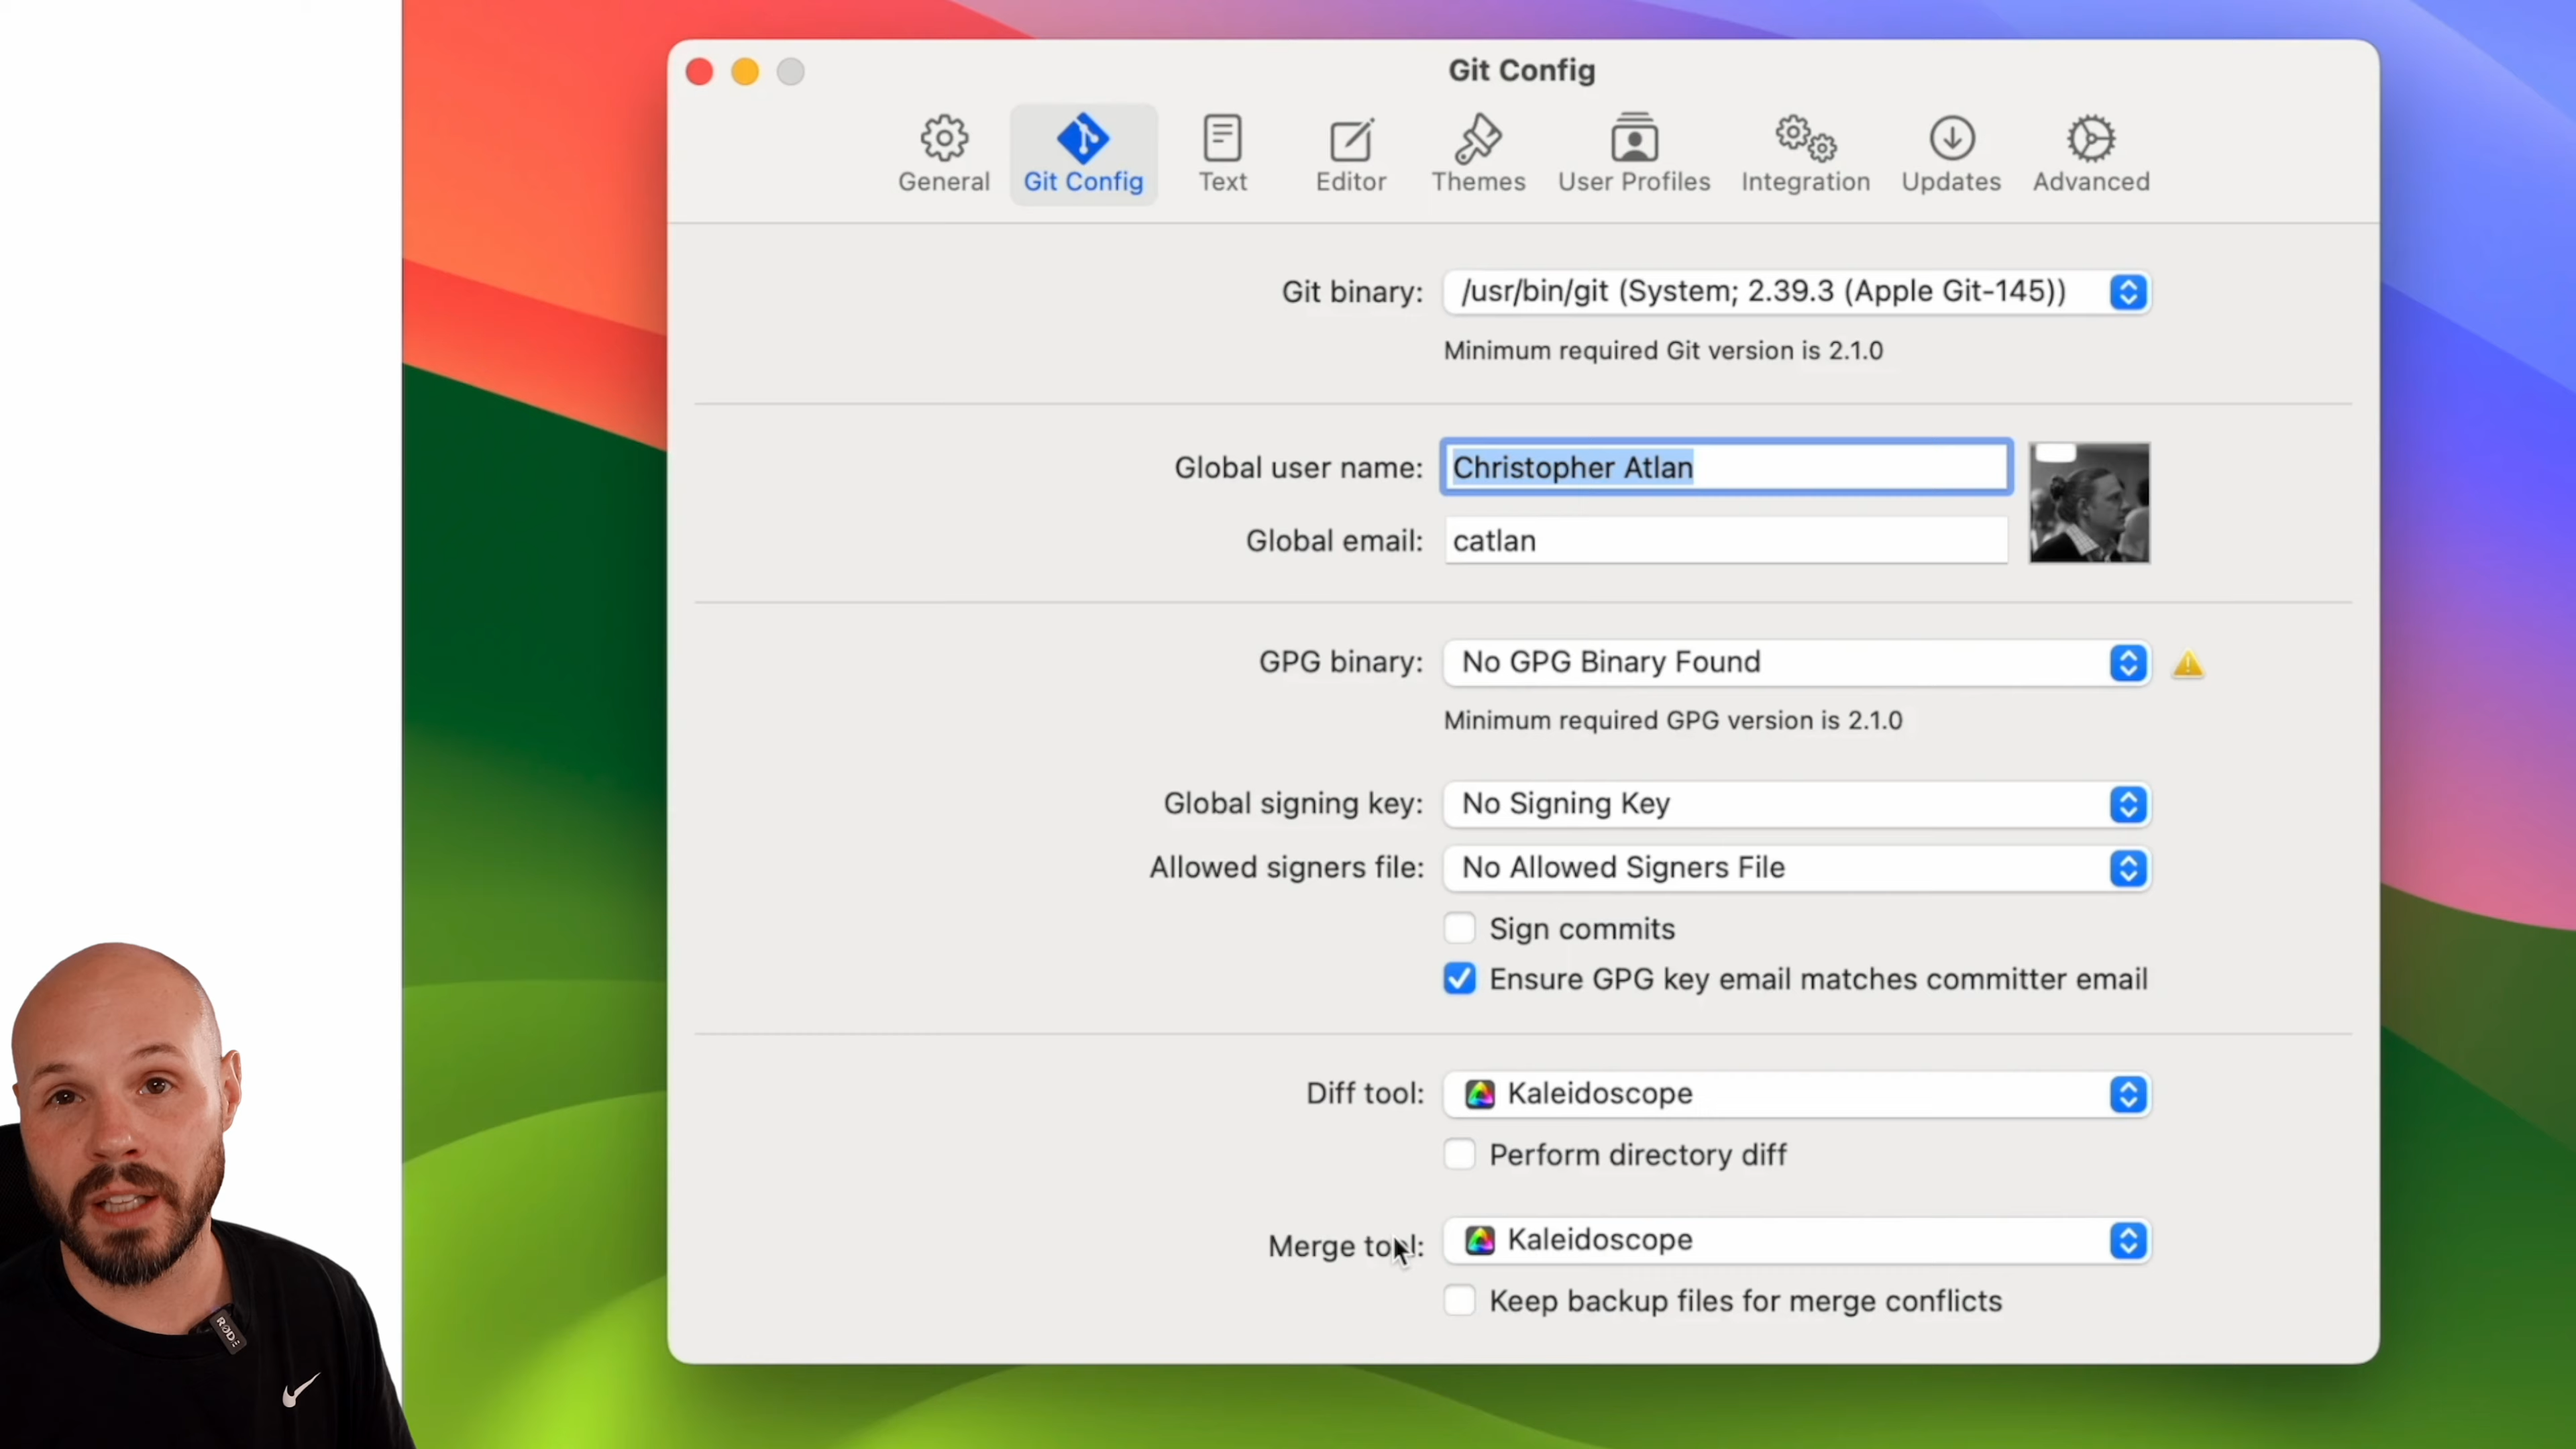 Git Config
General
Git Config
Text
Editor
Themes
User Profiles
Integration
Updates
Advanced
Git binary: /usr/bin/git (System; 2.39.3 (Apple Git-145))
Minimum required Git version is 2.1.0
Global user name: Christopher Atlan
Global email: catlan
GPG binary: No GPG Binary Found
Minimum required GPG version is 2.1.0
Global signing key: No Signing Key
Allowed signers file: No Allowed Signers File
Sign commits
Ensure GPG key email matches committer email
Diff tool: Kaleidoscope
Perform directory diff
Merge tool: Kaleidoscope
Keep backup files for merge conflicts
RØDE